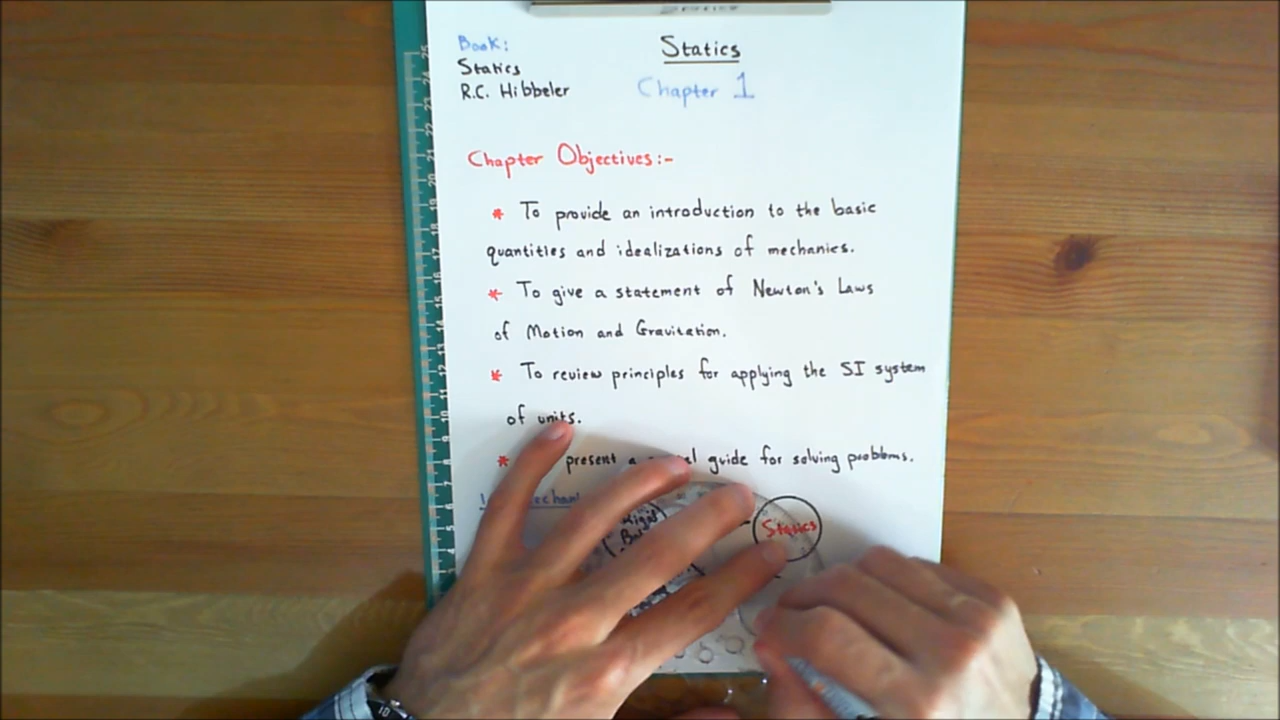 Book:
Statics
R.C. Hibbeler
Statics
Chapter 1
Chapter Objectives:-
* To provide an introduction to the basic
quantities and idealizations of mechanics.
* To give a statement of Newton's Laws
of Motion and Gravitation.
* To review principles for applying the SI system
of units.
* present a guide for solving problems.
Rigid
Statics